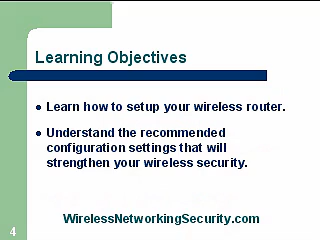 Learning Objectives
Learn how to setup your wireless router.
Understand the recommended
configuration settings that will
strengthen your wireless security.
WirelessNetworkingSecurity.com
4